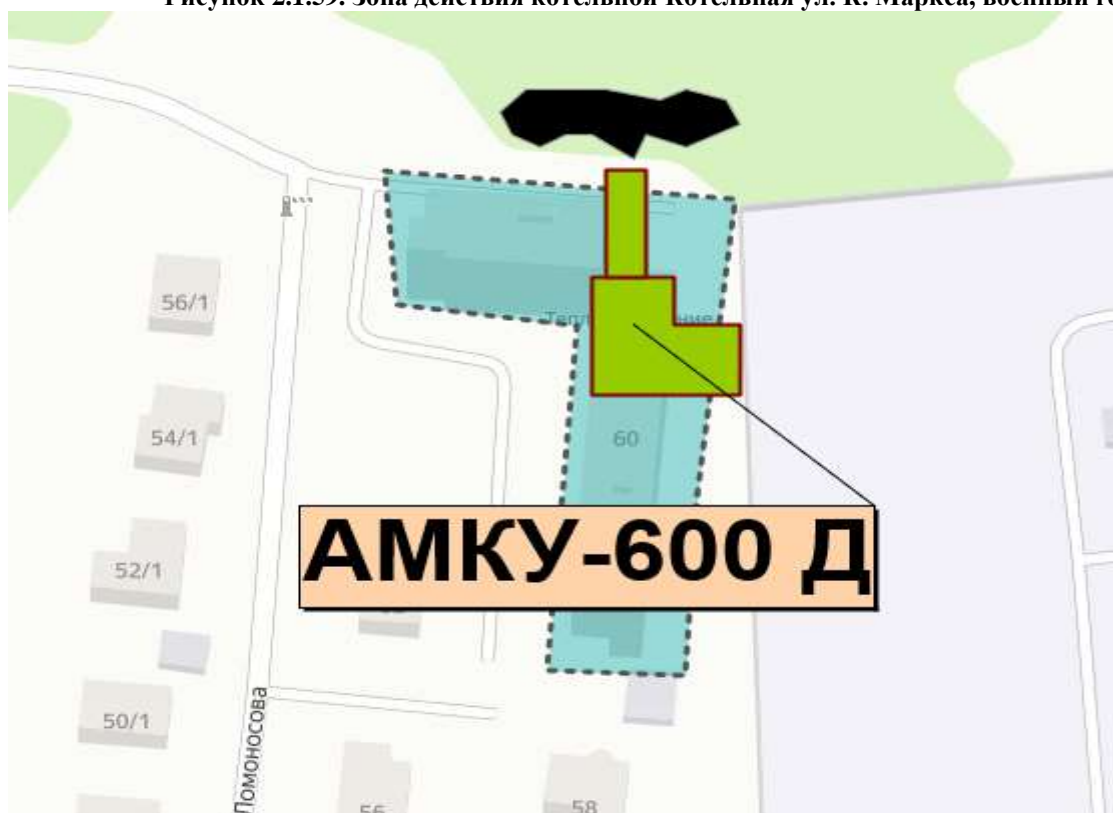 Рисунок 2.1.59. Зона действия котельной Котельная ул. К. Маркса, военный
56/1
54/1
60
АМКУ-600 Д
52/1
50/1
Ломоносова
56
58